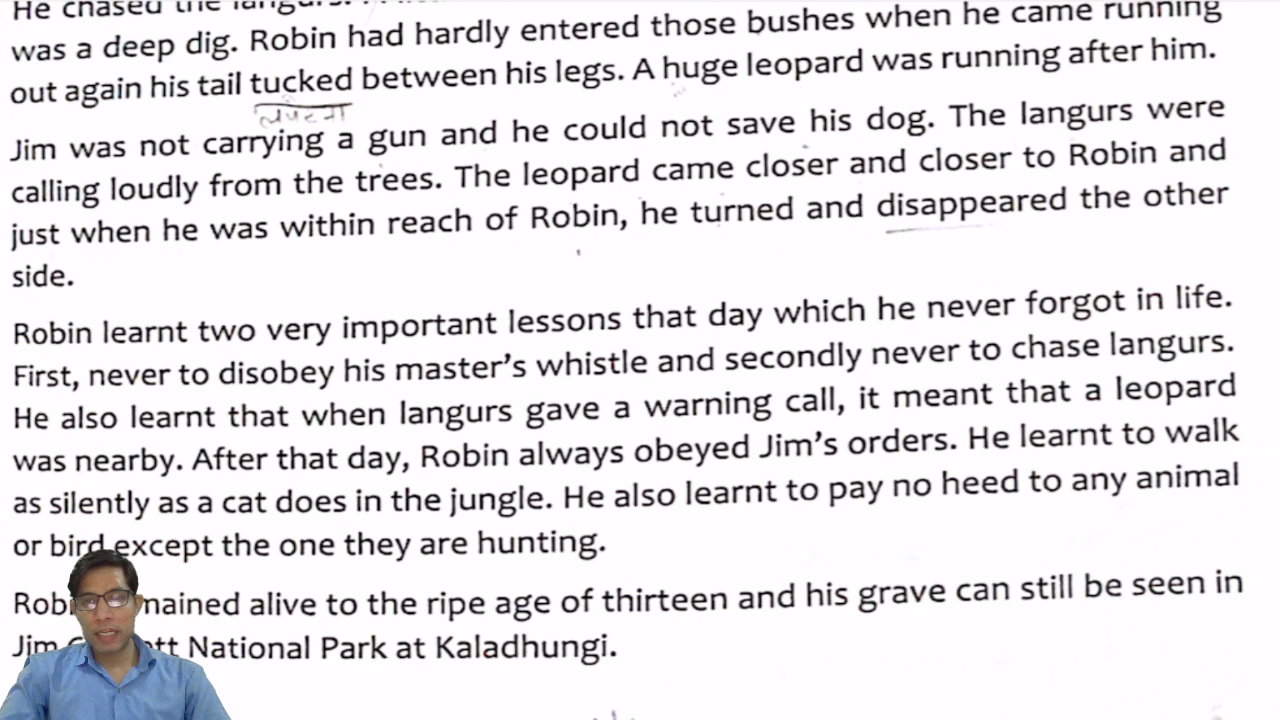 He chased the langurs.
was a deep dig. Robin had hardly entered those bushes when he came running
out again his tail tucked between his legs. A huge leopard was running after him.
Jim was not carrying a gun and he could not save his dog. The langurs were
calling loudly from the trees. The leopard came closer and closer to Robin and
just when he was within reach of Robin, he turned and disappeared the other
side.
Robin learnt two very important lessons that day which he never forgot in life.
First, never to disobey his master's whistle and secondly never to chase langurs.
He also learnt that when langurs gave a warning call, it meant that a leopard
was nearby. After that day, Robin always obeyed Jim's orders. He learnt to walk
as silently as a cat does in the jungle. He also learnt to pay no heed to any animal
or bird except the one they are hunting.
alive to the ripe age of thirteen and his grave can still be seen in
Jim National Park at Kaladhungi.